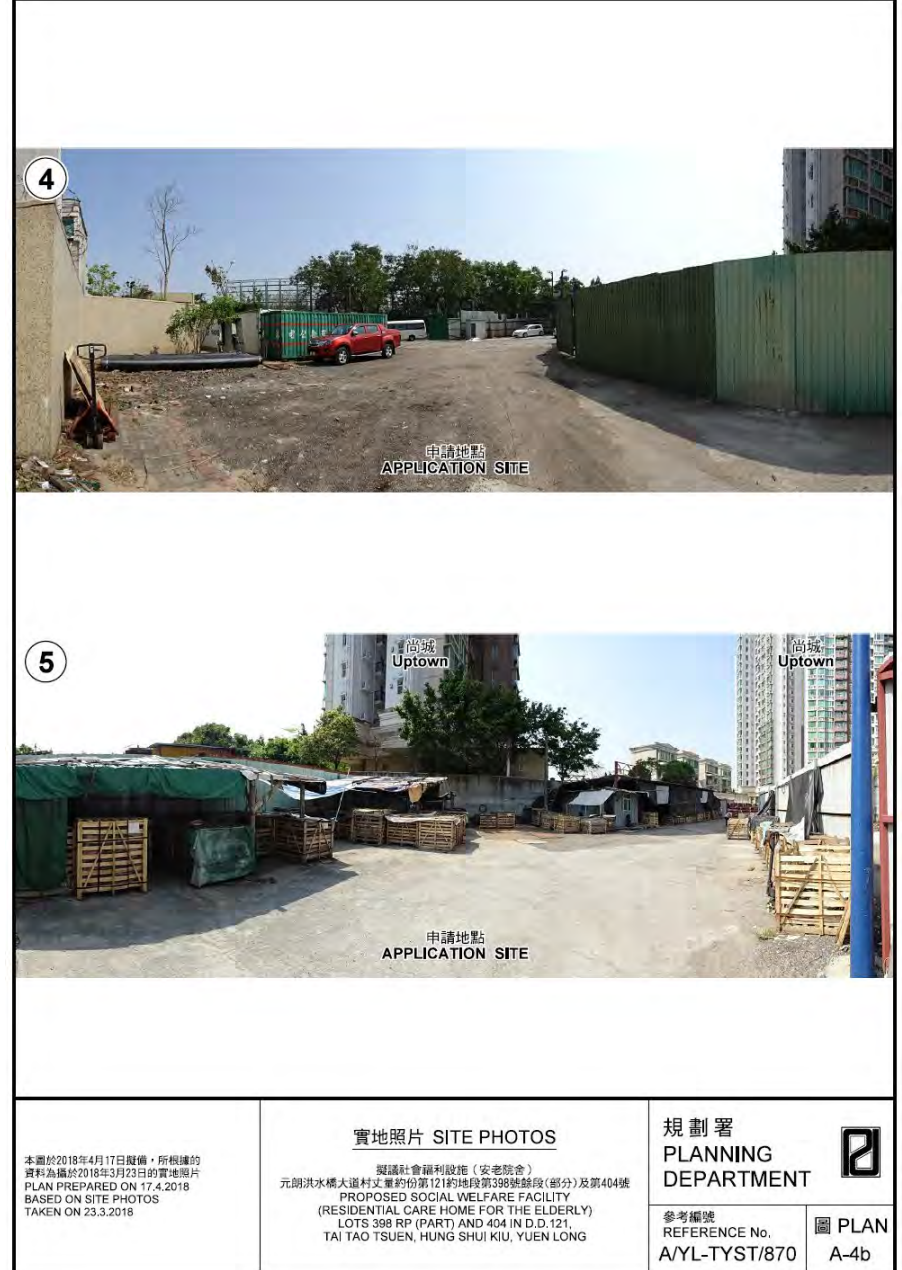 4
申請地點
APPLICATION SITE
5
尚城
Uptown
尚城
Uptown
申請地點
APPLICATION SITE
本圖於2018年4月17日擬備，所根據的
資料為攝於2018年3月23日的實地照片
PLAN PREPARED ON 17.4.2018
BASED ON SITE PHOTOS
TAKEN ON 23.3.2018
實地照片 SITE PHOTOS
擬議社會福利設施（安老院舍）
元朗洪水橋大道村丈量約份第121約地段第398號餘段(部分)及第404號
PROPOSED SOCIAL WELFARE FACILITY
(RESIDENTIAL CARE HOME FOR THE ELDERLY)
LOTS 398 RP (PART) AND 404 IN D.D.121,
TAI TAO TSUEN, HUNG SHUI KIU, YUEN LONG
規劃署
PLANNING
DEPARTMENT
參考編號
REFERENCE No.
A/YL-TYST/870
圖 PLAN
A-4b